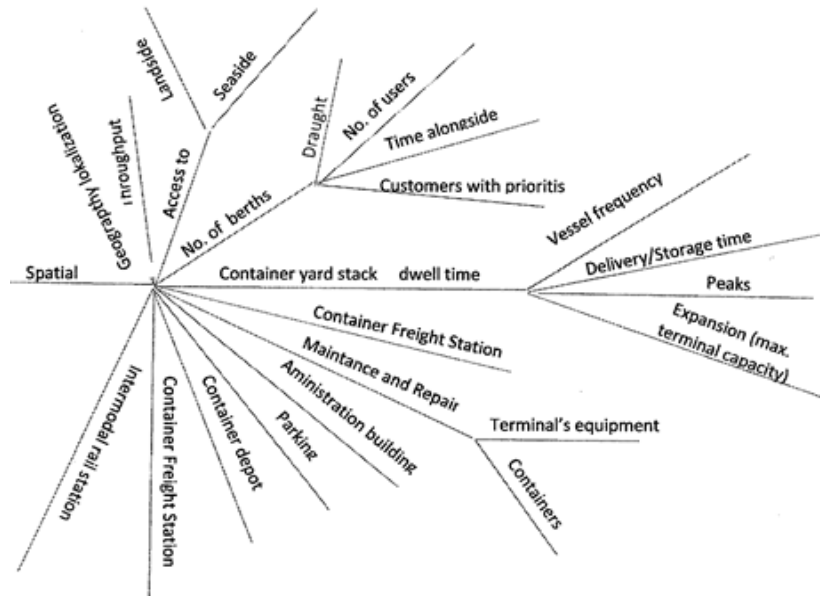 Landside
Seaside
Geography lokalization
Throughput
Access to
No. of berths
Draught
No. of users
Time alongside
Customers with prioritis
Spatial
Container yard stack dwell time
Vessel frequency
Delivery/Storage time
Peaks
Expansion (max.
terminal capacity)
Container Freight Station
Maintance and Repair
Terminal's equipment
Containers
Aministration building
Parking
Container depot
Container Freight Station
Intermodal rail station